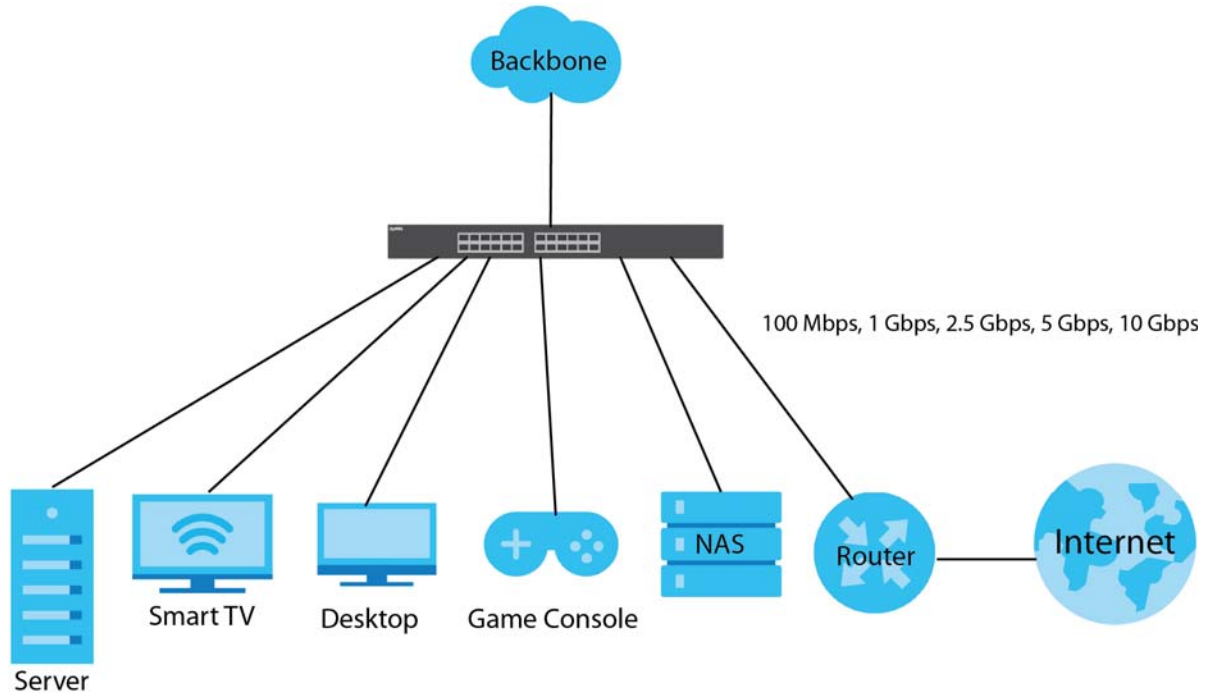 Backbone
100 Mbps, 1 Gbps, 2.5 Gbps, 5 Gbps, 10 Gbps
NAS
Router
Internet
Smart TV
Desktop
Game Console
Server